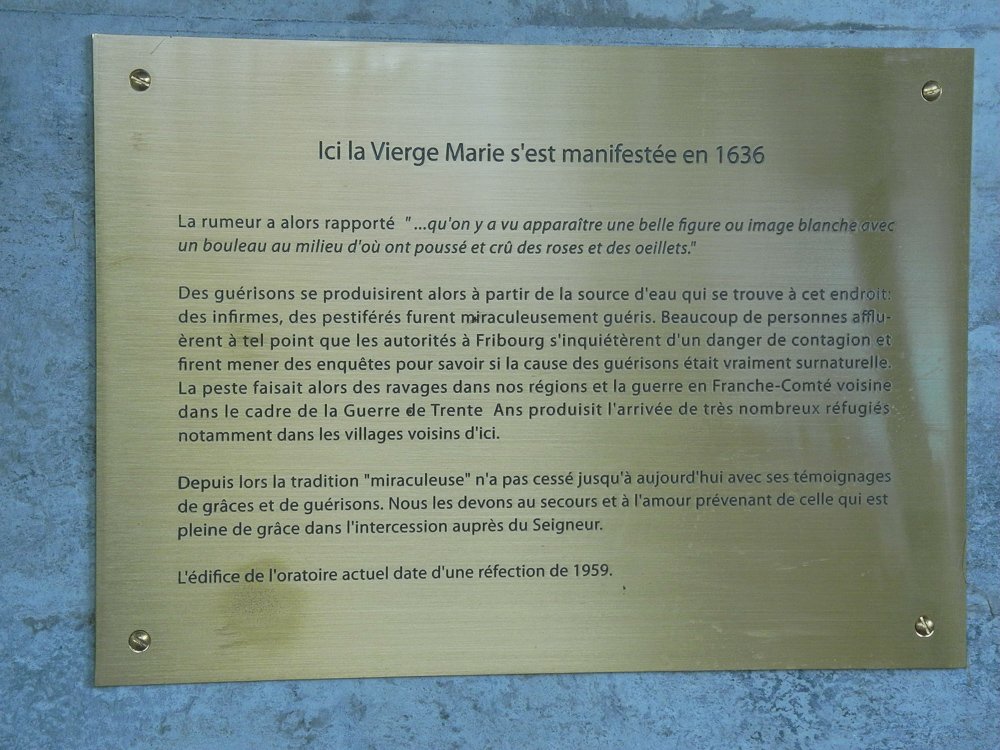 Ici la Vierge Marie s'est manifestée en 1636
La rumeur a alors rapporté "...qu'on y a vu apparaître une belle figure ou image blanche avec
un bouleau au milieu d'où ont poussé et crû des roses et des oeillets."
Des guérisons se produisirent alors à partir de la source d'eau qui se trouve à cet endroit:
des infirmes, des pestiférés furent miraculeusement guéris. Beaucoup de personnes afflu-
èrent à tel point que les autorités à Fribourg s'inquiétèrent d'un danger de contagion et
firent mener des enquêtes pour savoir si la cause des guérisons était vraiment surnaturelle.
La peste faisait alors des ravages dans nos régions et la guerre en Franche-Comté voisine
dans le cadre de la Guerre de Trente Ans produisit l'arrivée de très nombreux réfugiés
notamment dans les villages voisins d'ici.
Depuis lors la tradition "miraculeuse" n'a pas cessé jusqu'à aujourd'hui avec ses témoignages
de grâces et de guérisons. Nous les devons au secours et à l'amour prévenant de celle qui est
pleine de grâce dans l'intercession auprès du Seigneur.
L'édifice de l'oratoire actuel date d'une réfection de 1959.